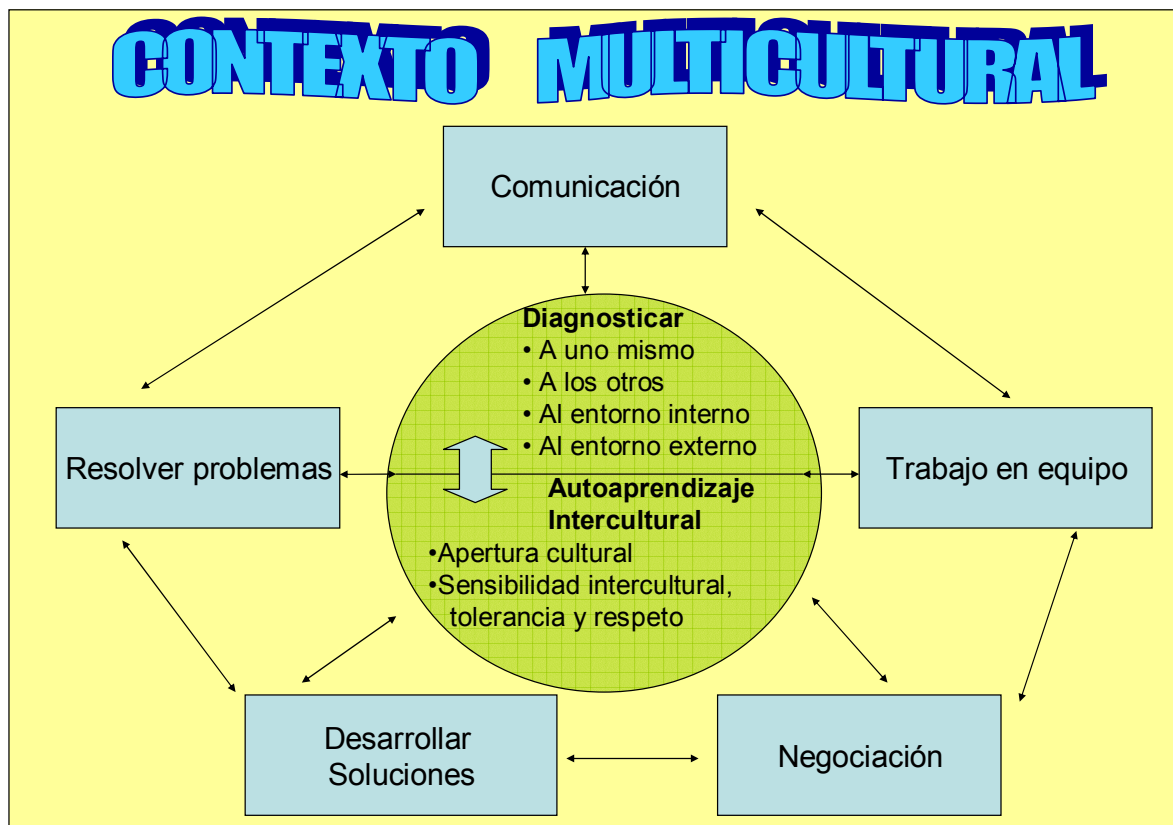 CONTEXTO MULTICULTURAL
Comunicación
Diagnosticar
• A uno mismo
• A los otros
• Al entorno interno
• Al entorno externo
Resolver problemas
Trabajo en equipo
Autoaprendizaje
Intercultural
•Apertura cultural
•Sensibilidad intercultural,
tolerancia y respeto
Desarrollar
Soluciones
Negociación